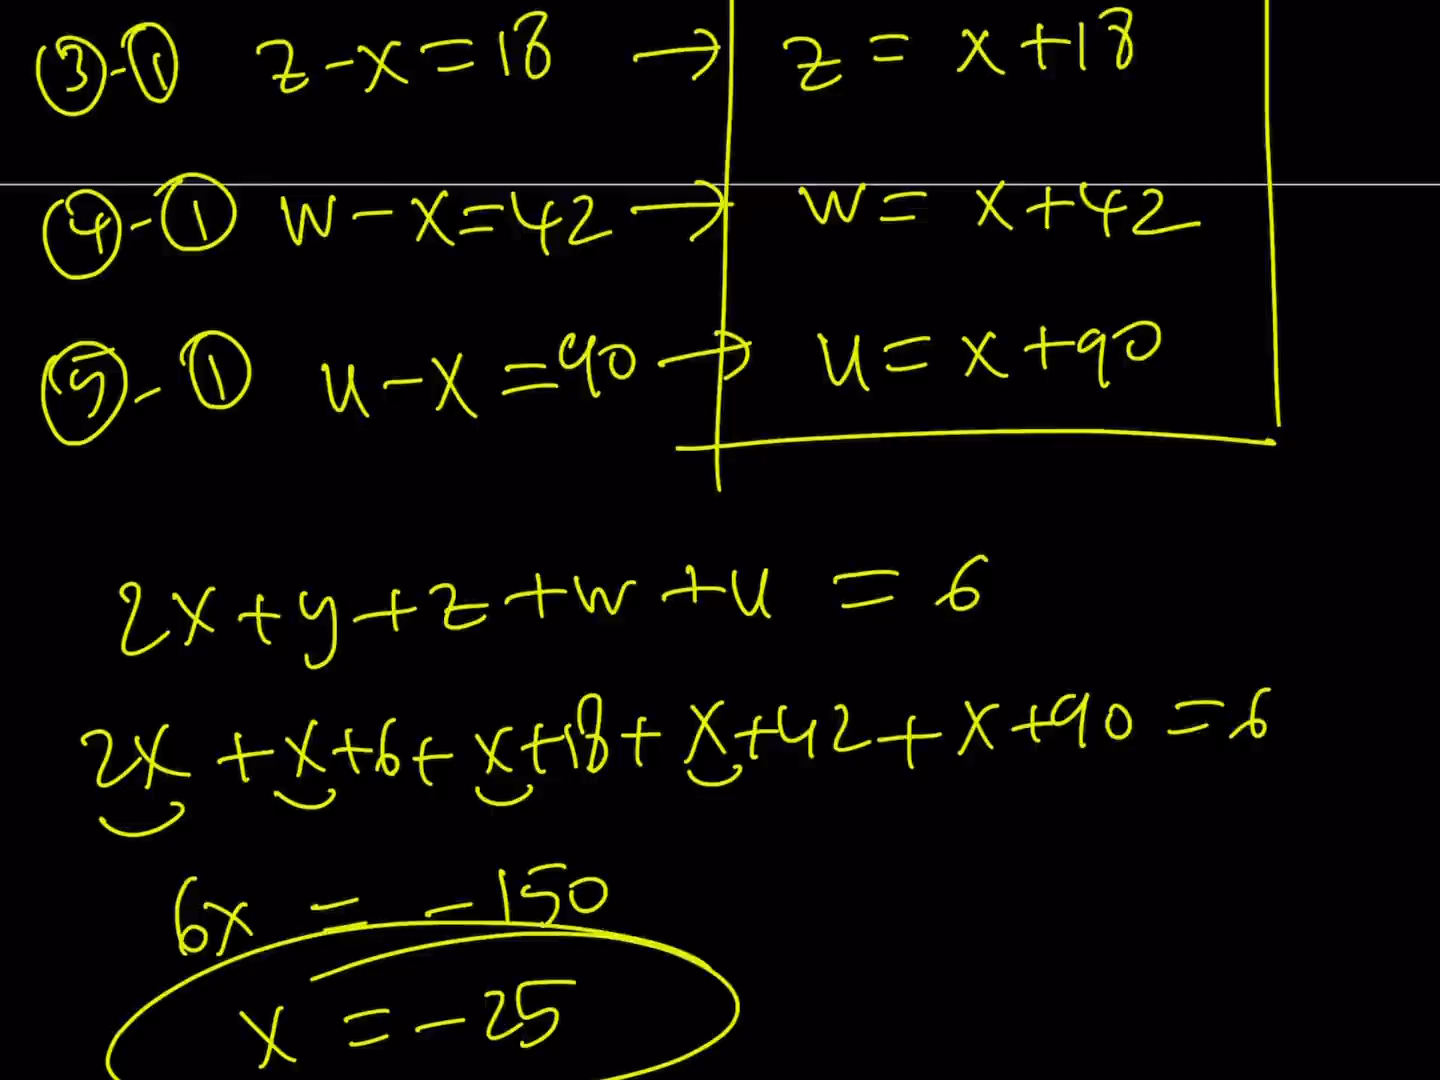 ③-① z-x=18 → z = x+18
④-① w-x=42 → w= x+42
⑤-① u-x=90 → u= x+90
2x+y+z+w+u = 6
2x +x+6+x+18+x+42+x+90=6
6x = -150
x =-25